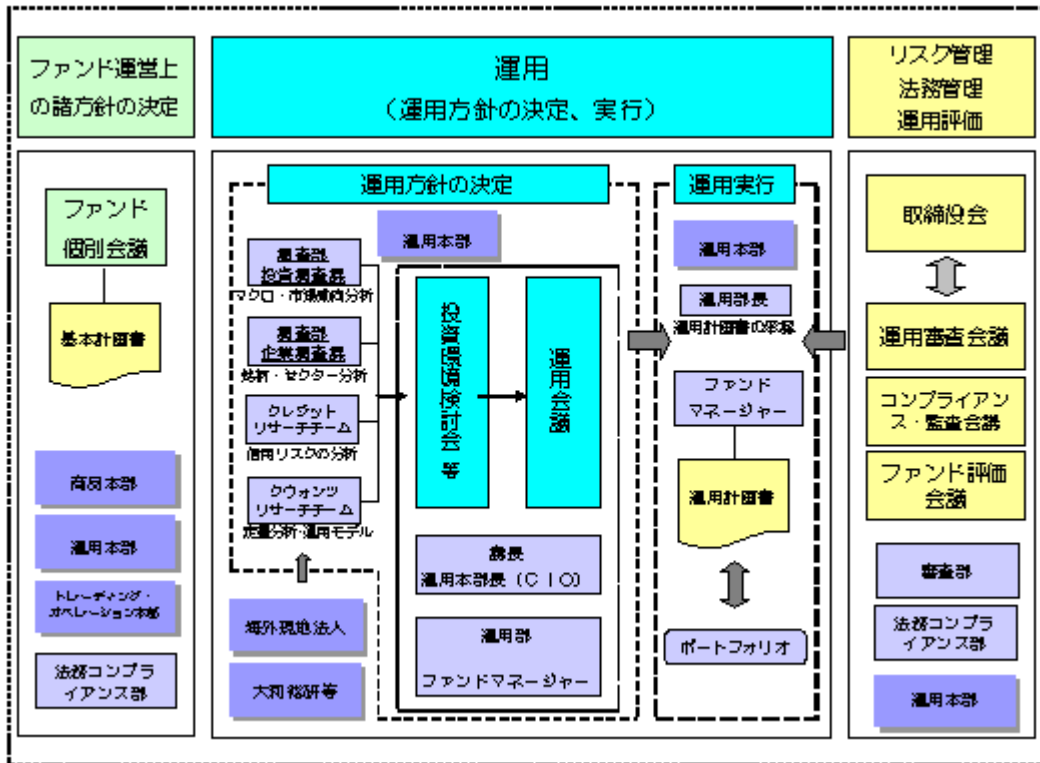 ファンド運営上
の諸方針の決定
ファンド
個別会議
基本計画書
商品本部
運用本部
トレーディング・
オペレーション本部
法務コンプラ
イアンス部
運用
（運用方針の決定、実行）
運用方針の決定
運用本部
調査部
投資調査課
マクロ・市場動向分析
調査部
企業調査課
銘柄・セクター分析
クレジット
リサーチチーム
信用リスクの分析
クウォンツ
リサーチチーム
定量分析・運用モデル
海外現地法人
大和総研等
投資環境検討会 等
運用会議
議長
運用本部長（ＣＩＯ）
運用部
ファンドマネージャー
運用実行
運用本部
運用部長
運用計画書の承認
ファンド
マネージャー
運用計画書
ポートフォリオ
リスク管理
法務管理
運用評価
取締役会
運用審査会議
コンプライアン
ス・監査会議
ファンド評価
会議
審査部
法務コンプラ
イアンス部
運用本部